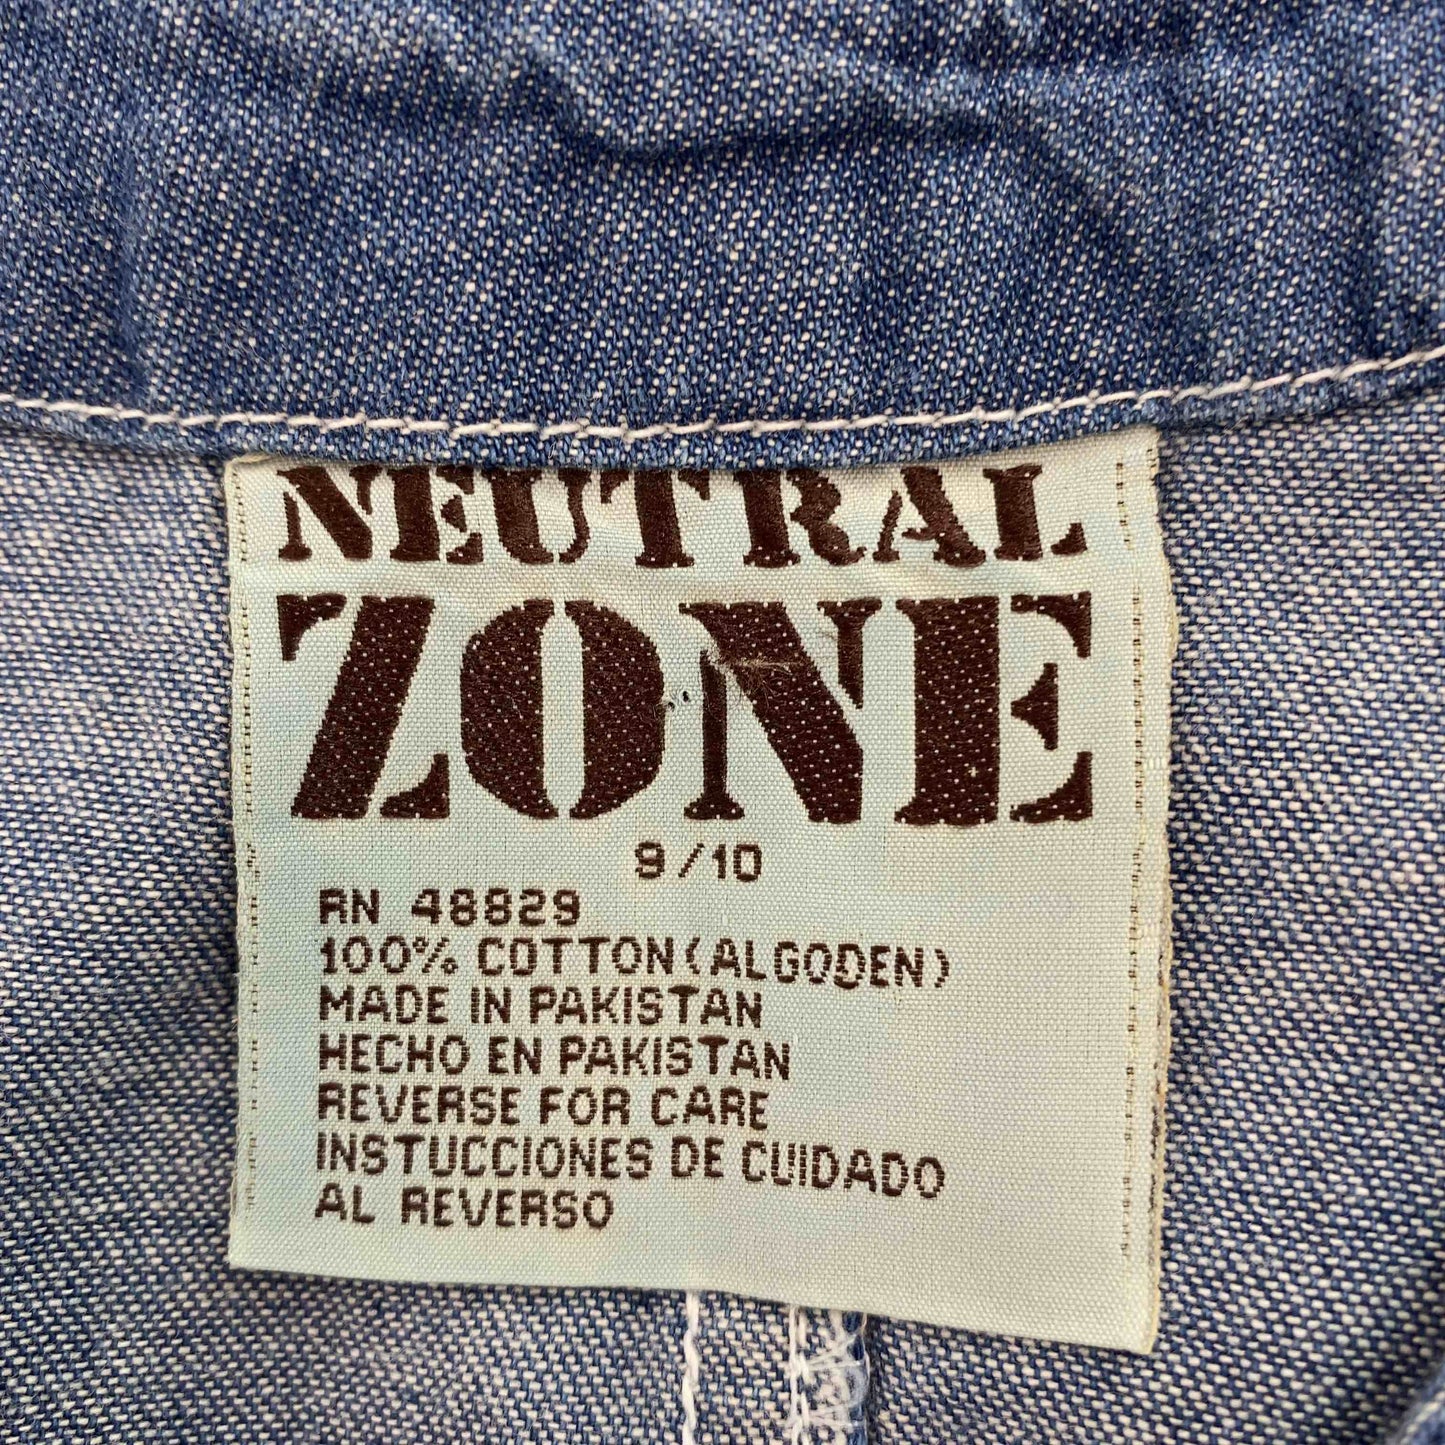 NEUTRAL
ZONE
9/10
RN 48829
100% COTTON (ALGODEN)
MADE IN PAKISTAN
HECHO EN PAKISTAN
REVERSE FOR CARE
INSTUCCIONES DE CUIDADO
AL REVERSO